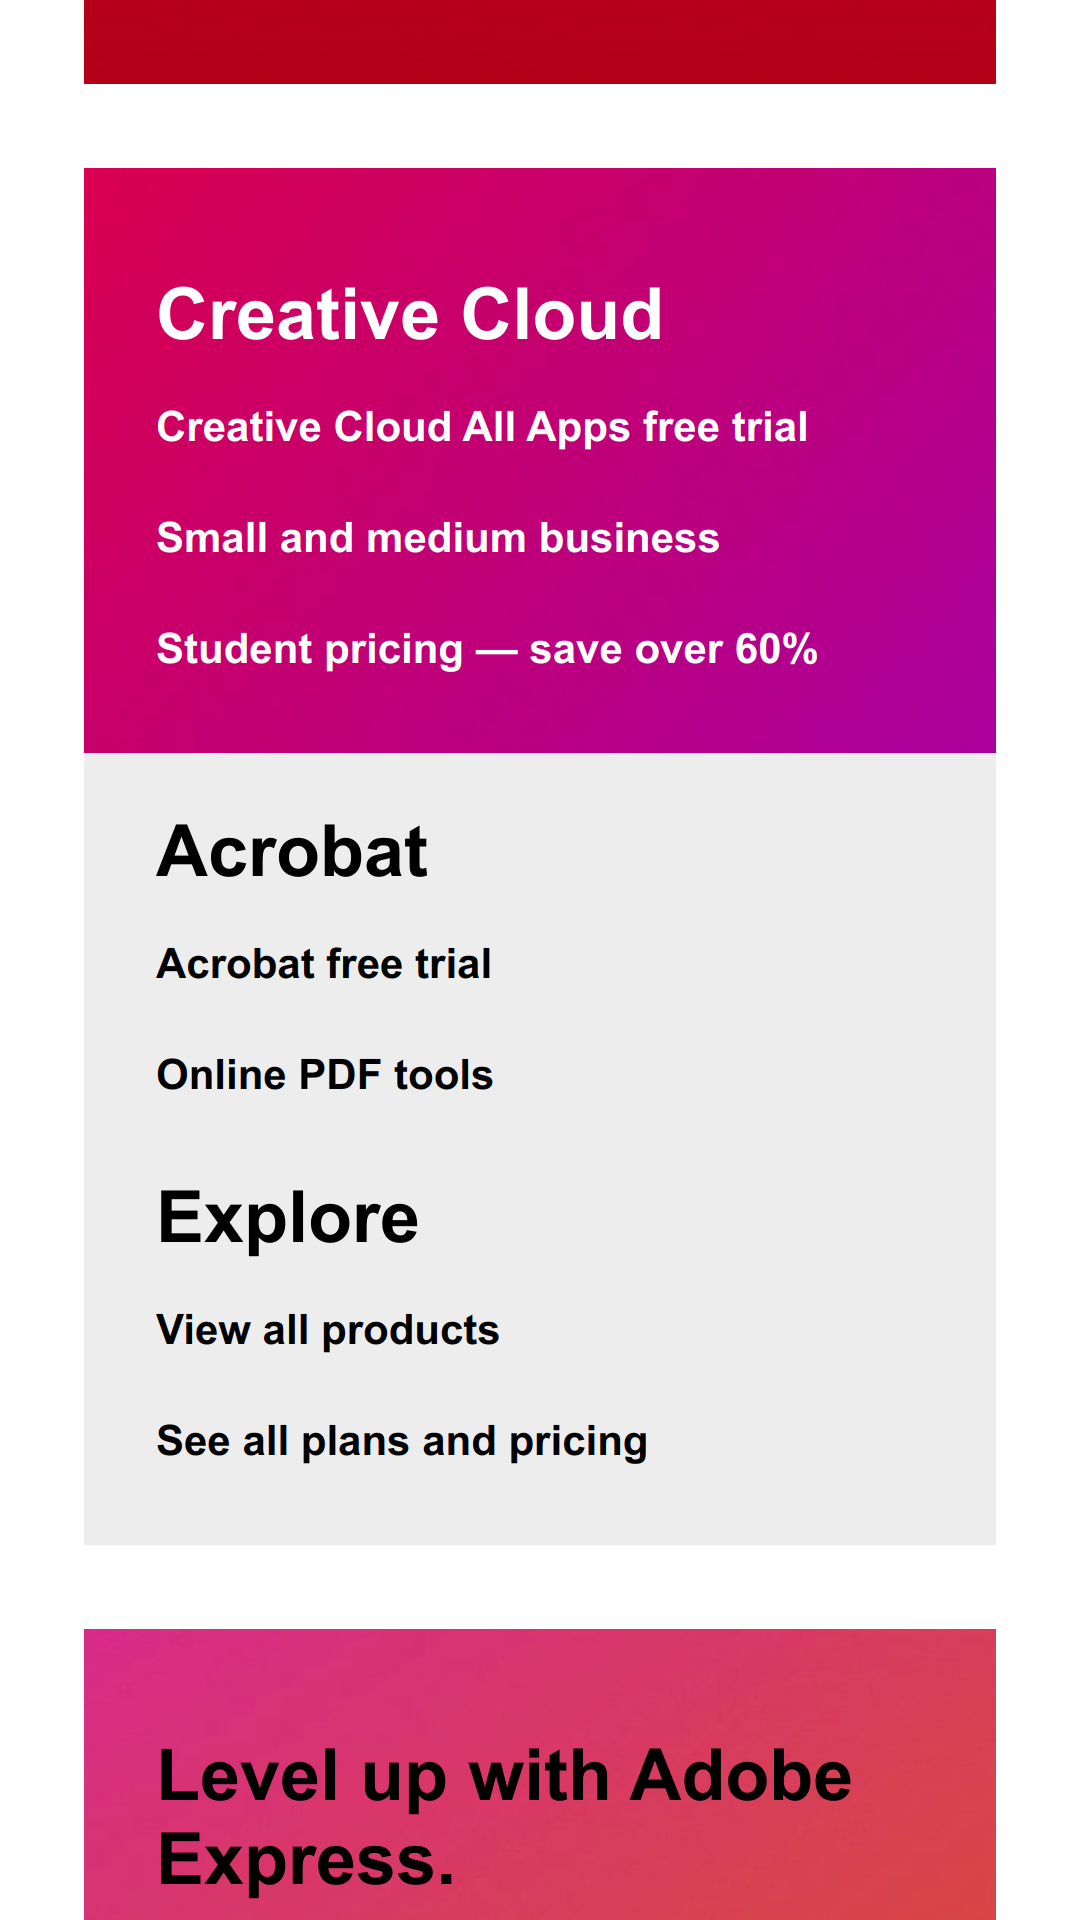 Creative Cloud
Creative Cloud All Apps free trial
Small and medium business
Student pricing — save over 60%
Acrobat
Acrobat free trial
Online PDF tools
Explore
View all products
See all plans and pricing
Level up with Adobe
Express.